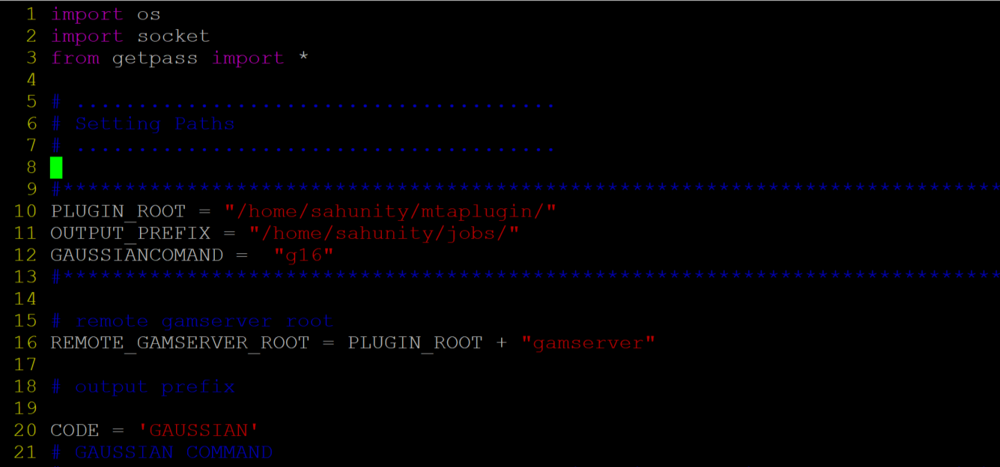 1 import os
2 import socket
3 from getpass import *
4
5 # .......................................
6 # Setting Paths
7 # .......................................
8
9 #****************************************************************************
10 PLUGIN_ROOT = "/home/sahunity/mtaplugin/"
11 OUTPUT_PREFIX = "/home/sahunity/jobs/"
12 GAUSSIANCOMAND =  "g16"
13 #****************************************************************************
14
15 # remote gamserver root
16 REMOTE_GAMSERVER_ROOT = PLUGIN_ROOT + "gamserver"
17
18 # output prefix
19
20 CODE = 'GAUSSIAN'
21 # GAUSSIAN COMMAND